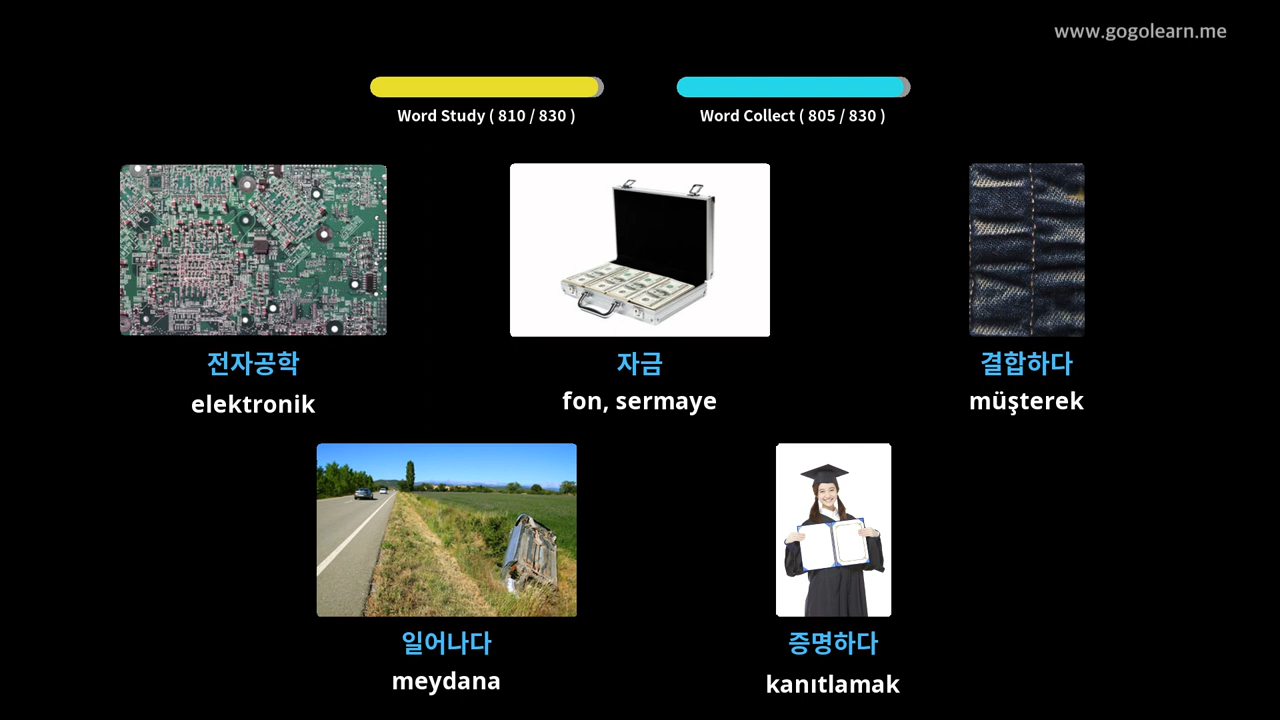 www.gogolearn.me
Word Study ( 810 / 830 )
Word Collect ( 805 / 830 )
전자공학
elektronik
자금
fon, sermaye
결합하다
müşterek
일어나다
meydana
증명하다
kanıtlamak